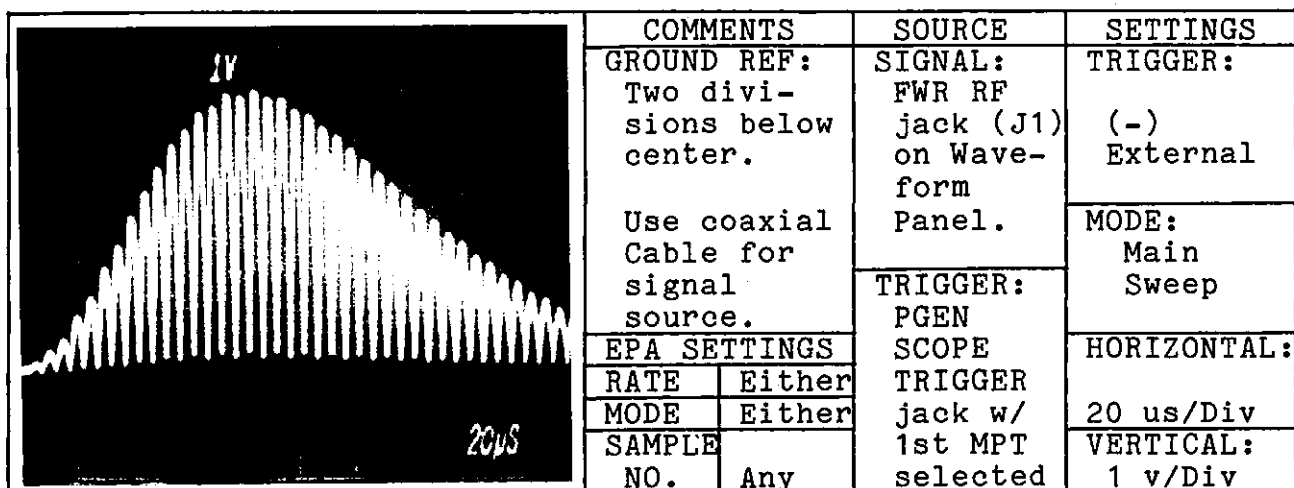 1V
20µS
COMMENTS
GROUND REF:
Two divi-
sions below
center.
Use coaxial
Cable for
signal
source.
EPA SETTINGS
RATE Either
MODE Either
SAMPLE
NO. Any
SOURCE
SIGNAL:
FWR RF
jack (J1)
on Wave-
form
Panel.
TRIGGER:
PGEN
SCOPE
TRIGGER
jack w/
1st MPT
selected
SETTINGS
TRIGGER:
(-)
External
MODE:
Main
Sweep
HORIZONTAL:
20 us/Div
VERTICAL:
1 v/Div